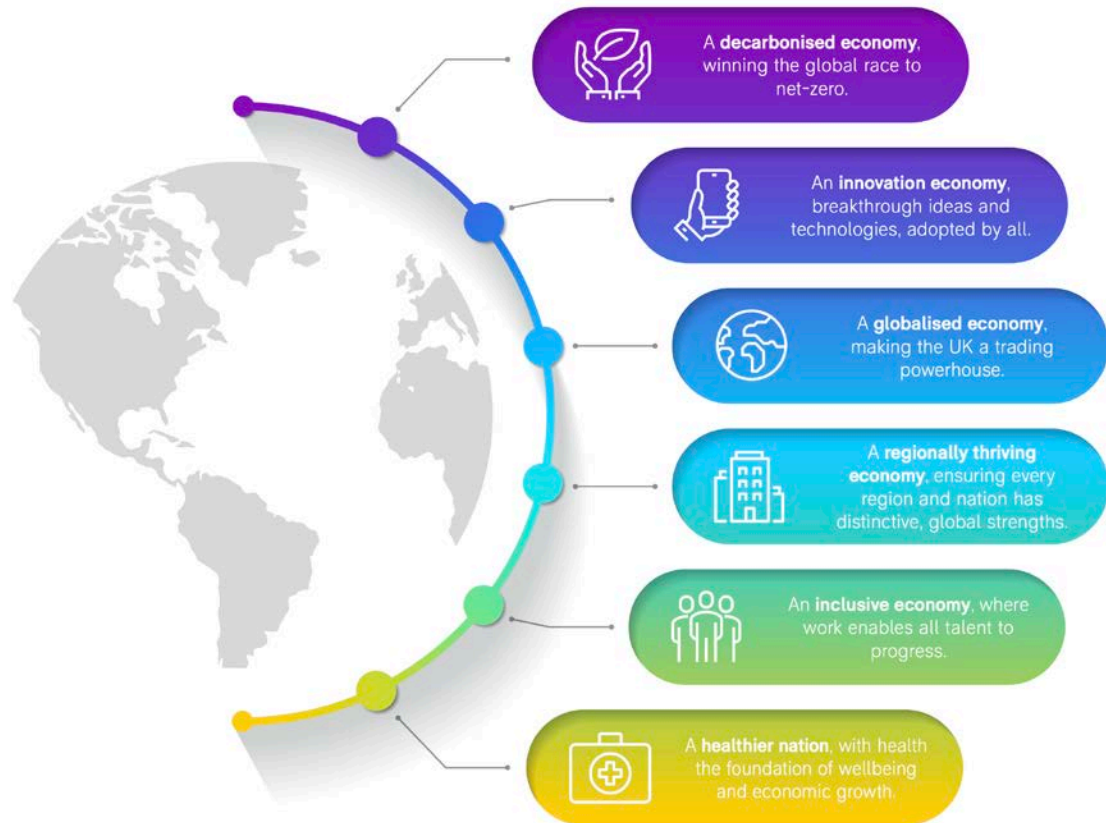 A decarbonised economy,
winning the global race to
net-zero.
An innovation economy,
breakthrough ideas and
technologies, adopted by all.
A globalised economy,
making the UK a trading
powerhouse.
A regionally thriving
economy, ensuring every
region and nation has
distinctive, global strengths.
An inclusive economy, where
work enables all talent to
progress.
A healthier nation, with health
the foundation of wellbeing
and economic growth.